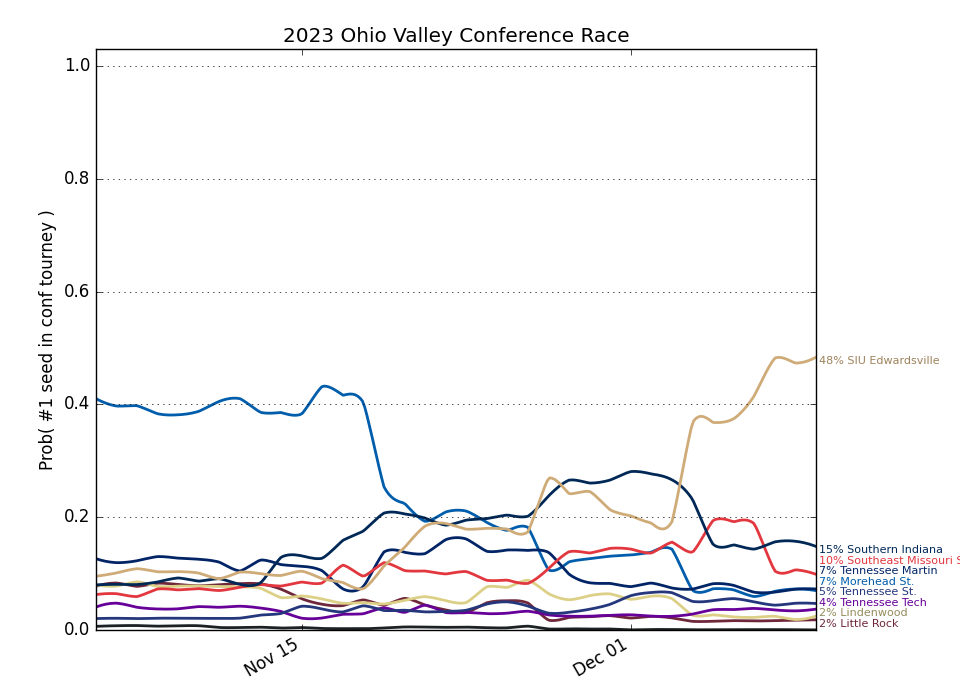 2023 Ohio Valley Conference Race
Prob( #1 seed in conf tourney )
1.0
0.8
0.6
0.4
0.2
0.0
Nov 15
Dec 01
48% SIU Edwardsville
15% Southern Indiana
10% Southeast Missouri S
7% Tennessee Martin
7% Morehead St.
5% Tennessee St.
4% Tennessee Tech
2% Lindenwood
2% Little Rock